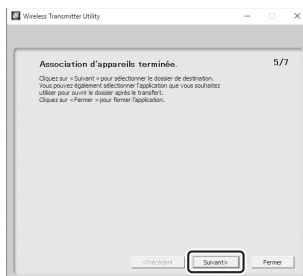 Wireless Transmitter Utility
Association d'appareils terminée.
5/7
Cliquez sur « Suivant » pour sélectionner le dossier de destination.
Vous pouvez également sélectionner l'application que vous souhaitez
utiliser pour ouvrir le dossier après le transfert.
Cliquez sur « Fermer » pour fermer l'application.
<Précédent
Suivant>
Fermer